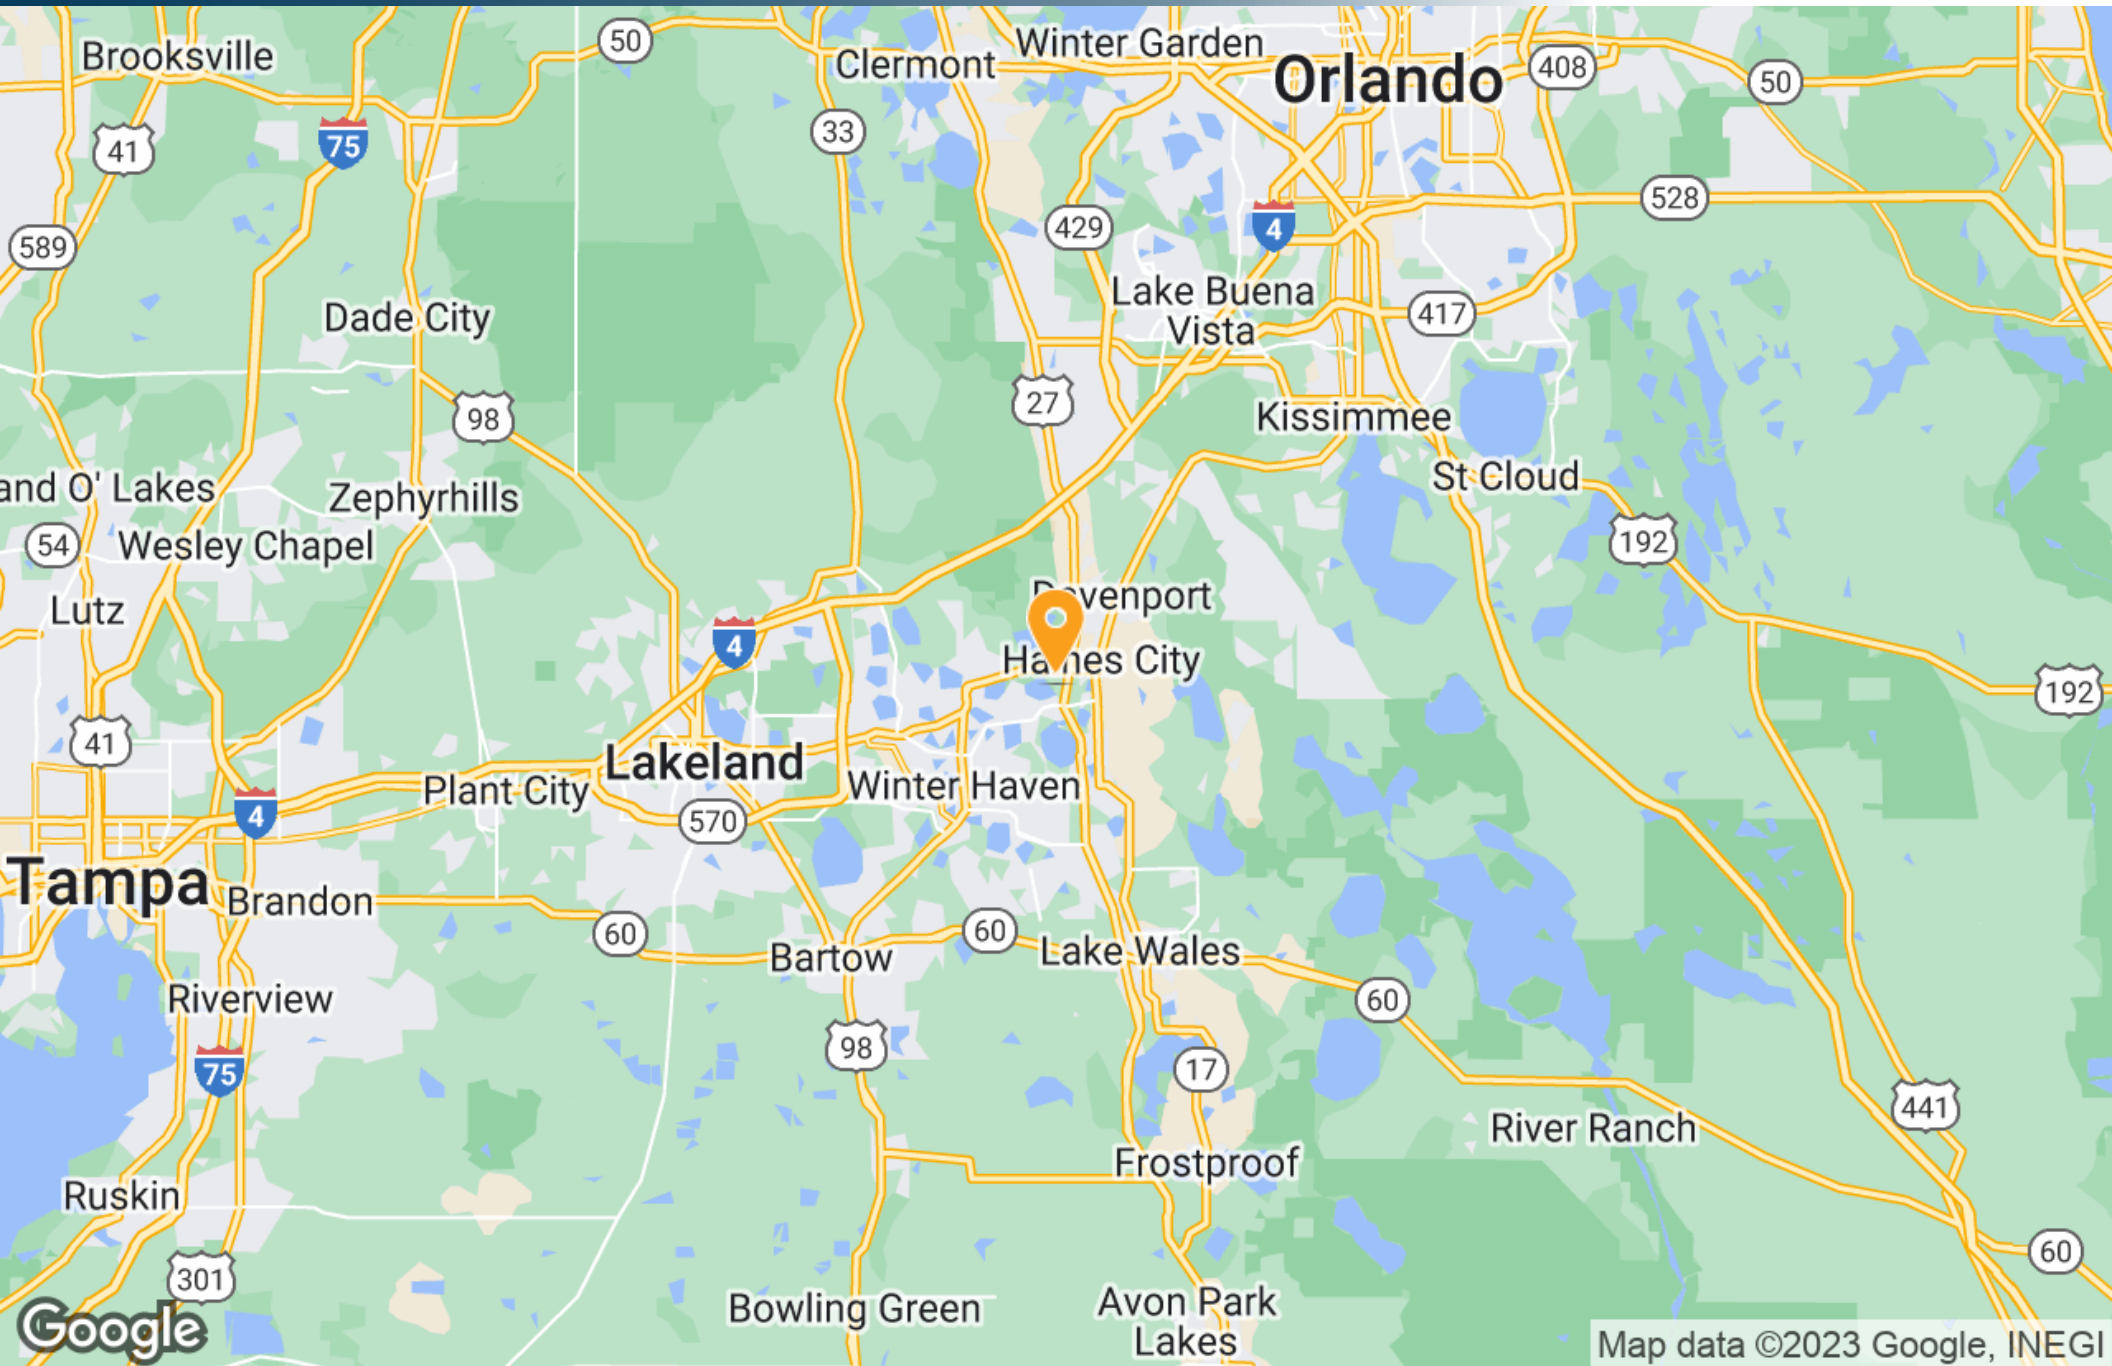 50
Winter Garden
Brooksville
Clermont
Orlando
408
50
33
41
75
528
429
4
589
Lake Buena
Vista
417
Dade City
27
98
Kissimmee
St Cloud
and O' Lakes
Zephyrhills
54
Wesley Chapel
192
Lutz
Davenport
4
Haines City
192
41
Lakeland
Plant City
Winter Haven
4
570
Tampa
Brandon
60
60
Bartow
Lake Wales
Riverview
60
98
75
17
441
River Ranch
Frostproof
Ruskin
301
60
Bowling Green
Avon Park
Lakes
Google
Map data ©2023 Google, INEGI